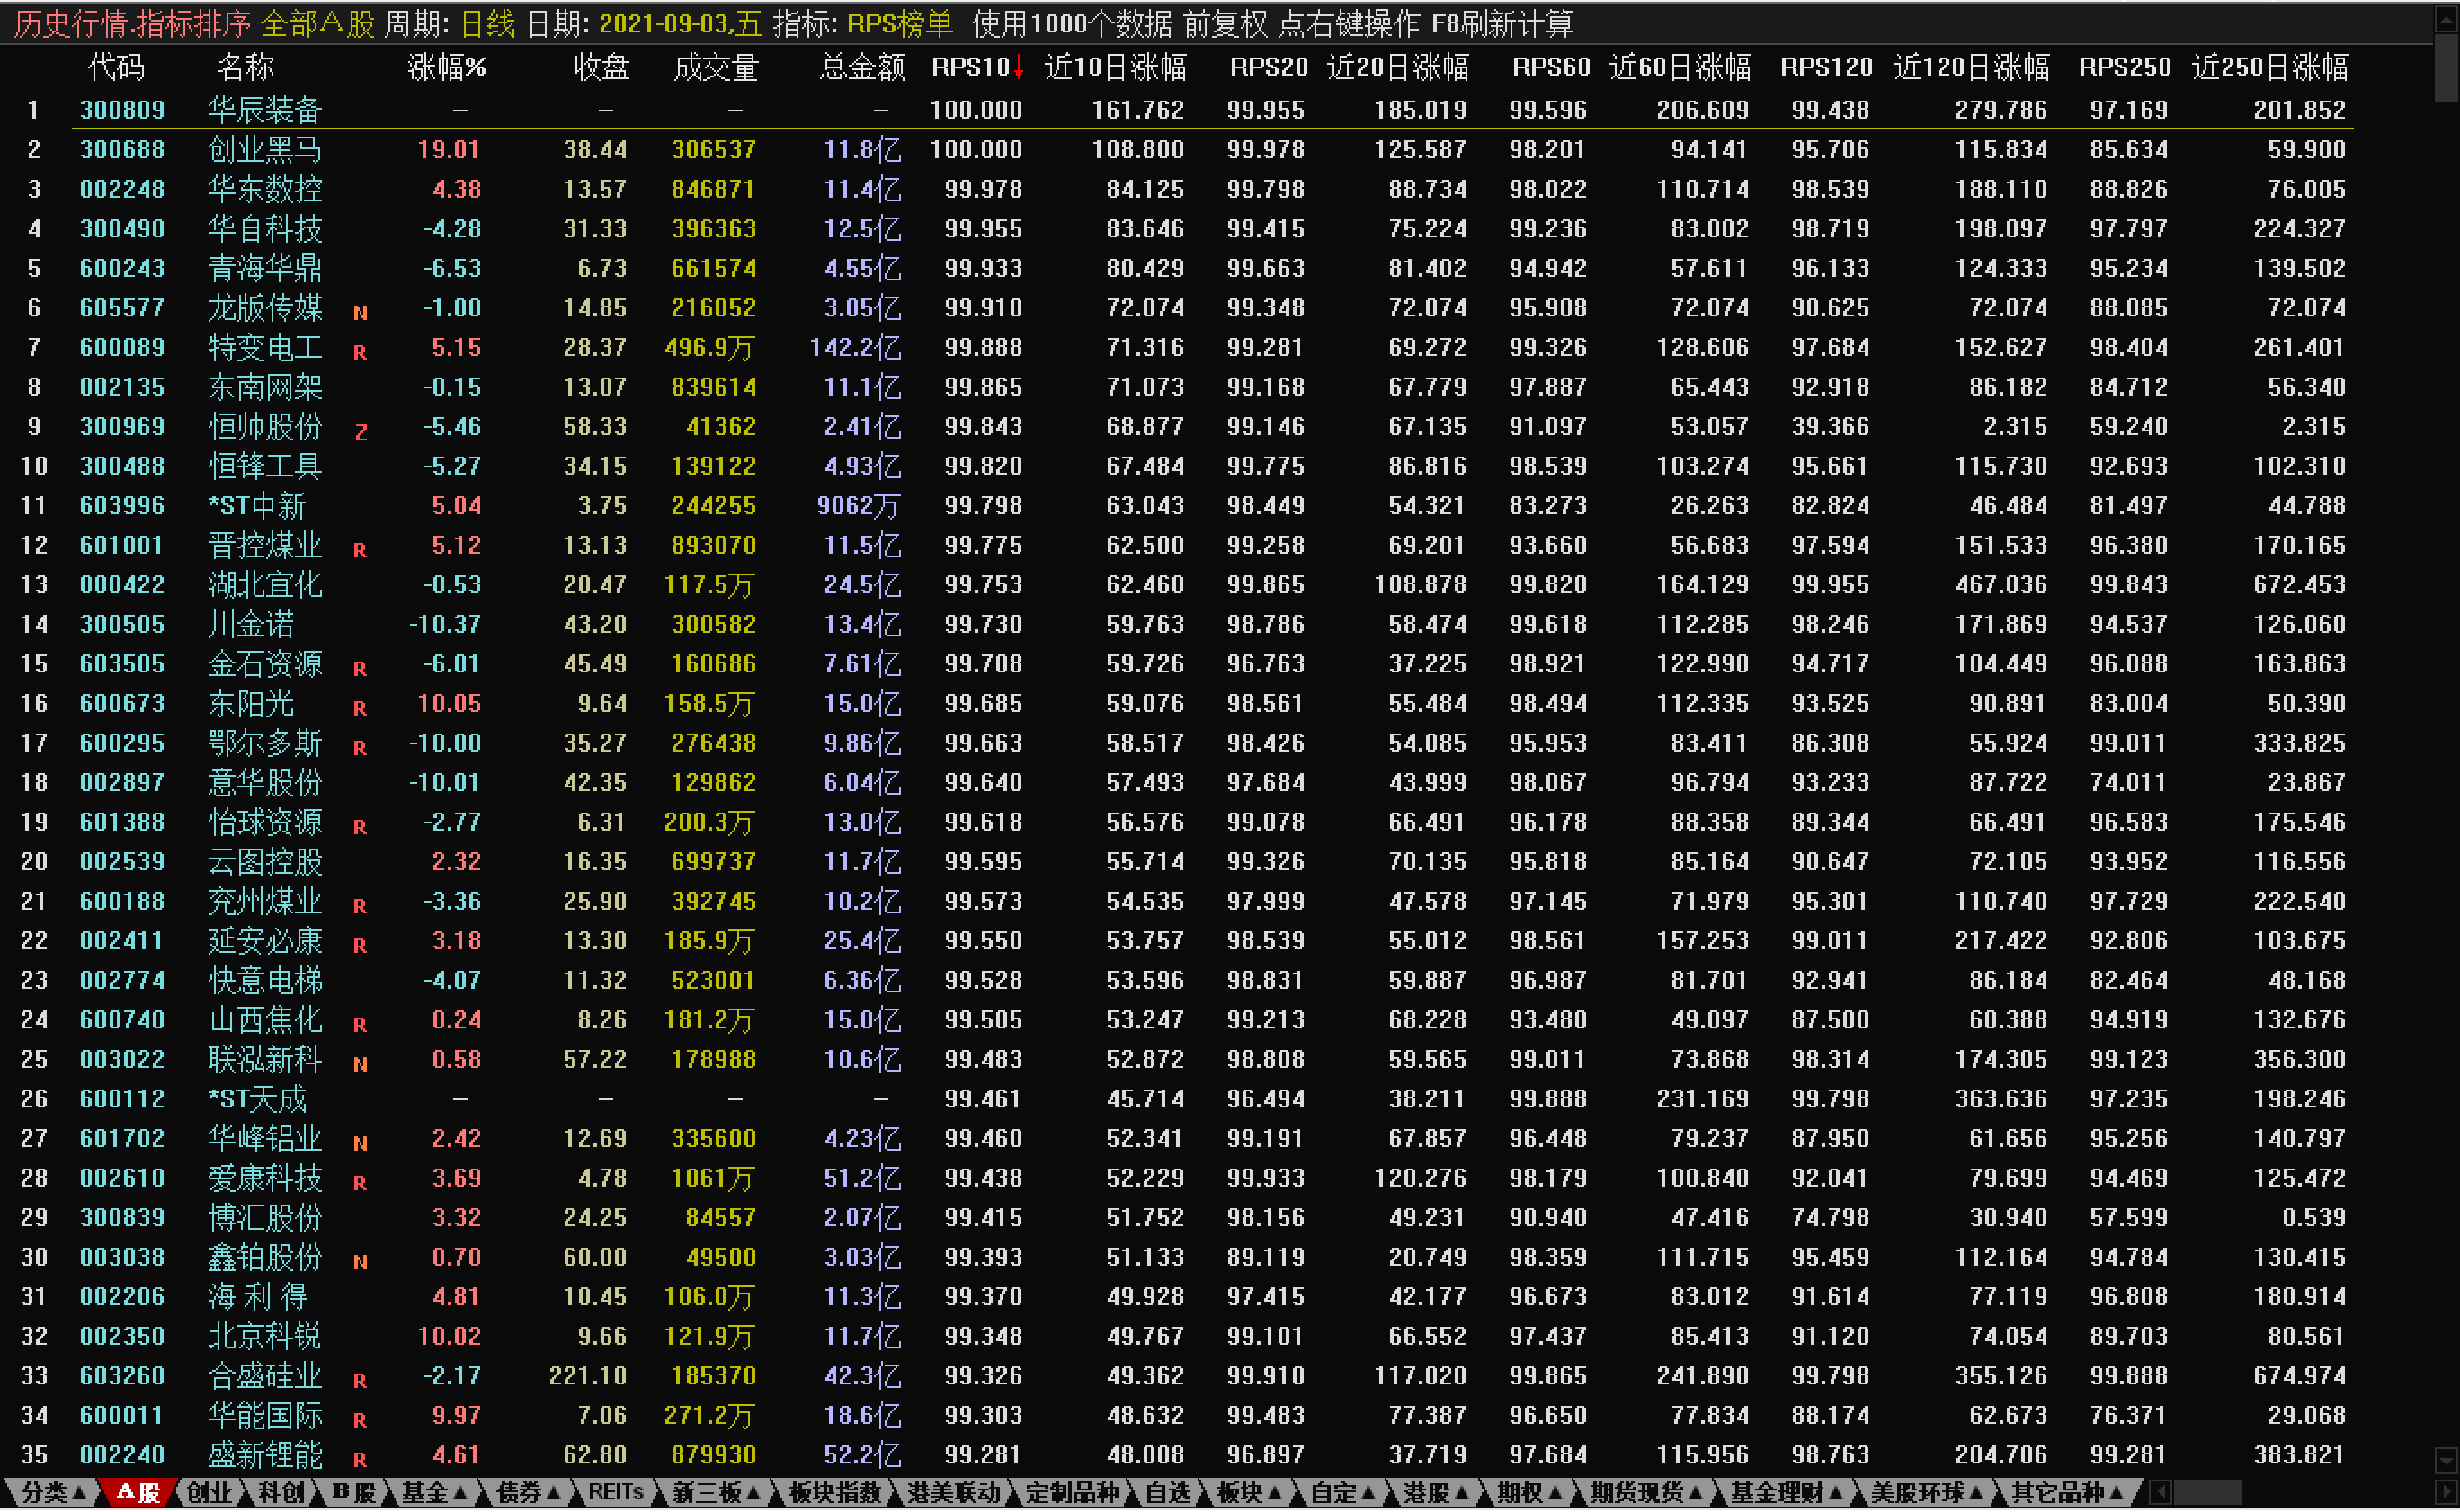 历史行情.指标排序 全部A股 周期: 日线 日期: 2021-09-03,五 指标: RPS榜单 使用1000个数据 前复权 点右键操作 F8刷新计算
代码 名称 涨幅% 收盘 成交量 总金额 RPS10↓ 近10日涨幅 RPS20 近20日涨幅 RPS60 近60日涨幅 RPS120 近120日涨幅 RPS250 近250日涨幅
1 300809 华辰装备 — — — — 100.000 161.762 99.955 185.019 99.596 206.609 99.438 279.786 97.169 201.852
2 300688 创业黑马 19.01 38.44 306537 11.8亿 100.000 108.800 99.978 125.587 98.201 94.141 95.706 115.834 85.634 59.900
3 002248 华东数控 4.38 13.57 846871 11.4亿 99.978 84.125 99.798 88.734 98.022 110.714 98.539 188.110 88.826 76.005
4 300490 华自科技 -4.28 31.33 396363 12.5亿 99.955 83.646 99.415 75.224 99.236 83.002 98.719 198.097 97.797 224.327
5 600243 青海华鼎 -6.53 6.73 661574 4.55亿 99.933 80.429 99.663 81.402 94.942 57.611 96.133 124.333 95.234 139.502
6 605577 龙版传媒 N -1.00 14.85 216052 3.05亿 99.910 72.074 99.348 72.074 95.908 72.074 90.625 72.074 88.085 72.074
7 600089 特变电工 R 5.15 28.37 496.9万 142.2亿 99.888 71.316 99.281 69.272 99.326 128.606 97.684 152.627 98.404 261.401
8 002135 东南网架 -0.15 13.07 839614 11.1亿 99.865 71.073 99.168 67.779 97.887 65.443 92.918 86.182 84.712 56.340
9 300969 恒帅股份 Z -5.46 58.33 41362 2.41亿 99.843 68.877 99.146 67.135 91.097 53.057 39.366 2.315 59.240 2.315
10 300488 恒锋工具 -5.27 34.15 139122 4.93亿 99.820 67.484 99.775 86.816 98.539 103.274 95.661 115.730 92.693 102.310
11 603996 *ST中新 5.04 3.75 244255 9062万 99.798 63.043 98.449 54.321 83.273 26.263 82.824 46.484 81.497 44.788
12 601001 晋控煤业 R 5.12 13.13 893070 11.5亿 99.775 62.500 99.258 69.201 93.660 56.683 97.594 151.533 96.380 170.165
13 000422 湖北宜化 -0.53 20.47 117.5万 24.5亿 99.753 62.460 99.865 108.878 99.820 164.129 99.955 467.036 99.843 672.453
14 300505 川金诺 -10.37 43.20 300582 13.4亿 99.730 59.763 98.786 58.474 99.618 112.285 98.246 171.869 94.537 126.060
15 603505 金石资源 R -6.01 45.49 160686 7.61亿 99.708 59.726 96.763 37.225 98.921 122.990 94.717 104.449 96.088 163.863
16 600673 东阳光 R 10.05 9.64 158.5万 15.0亿 99.685 59.076 98.561 55.484 98.494 112.335 93.525 90.891 83.004 50.390
17 600295 鄂尔多斯 R -10.00 35.27 276438 9.86亿 99.663 58.517 98.426 54.085 95.953 83.411 86.308 55.924 99.011 333.825
18 002897 意华股份 -10.01 42.35 129862 6.04亿 99.640 57.493 97.684 43.999 98.067 96.794 93.233 87.722 74.011 23.867
19 601388 怡球资源 R -2.77 6.31 200.3万 13.0亿 99.618 56.576 99.078 66.491 96.178 88.358 89.344 66.491 96.583 175.546
20 002539 云图控股 2.32 16.35 699737 11.7亿 99.595 55.714 99.326 70.135 95.818 85.164 90.647 72.105 93.952 116.556
21 600188 兖州煤业 R -3.36 25.90 392745 10.2亿 99.573 54.535 97.999 47.578 97.145 71.979 95.301 110.740 97.729 222.540
22 002411 延安必康 R 3.18 13.30 185.9万 25.4亿 99.550 53.757 98.539 55.012 98.561 157.253 99.011 217.422 92.806 103.675
23 002774 快意电梯 -4.07 11.32 523001 6.36亿 99.528 53.596 98.831 59.887 96.987 81.701 92.941 86.184 82.464 48.168
24 600740 山西焦化 R 0.24 8.26 181.2万 15.0亿 99.505 53.247 99.213 68.228 93.480 49.097 87.500 60.388 94.919 132.676
25 003022 联泓新科 N 0.58 57.22 178988 10.6亿 99.483 52.872 98.808 59.565 99.011 73.868 98.314 174.305 99.123 356.300
26 600112 *ST天成 — — — — 99.461 45.714 96.494 38.211 99.888 231.169 99.798 363.636 97.235 198.246
27 601702 华峰铝业 N 2.42 12.69 335600 4.23亿 99.460 52.341 99.191 67.857 96.448 79.237 87.950 61.656 95.256 140.797
28 002610 爱康科技 R 3.69 4.78 1061万 51.2亿 99.438 52.229 99.933 120.276 98.179 100.840 92.041 79.699 94.469 125.472
29 300839 博汇股份 3.32 24.25 84557 2.07亿 99.415 51.752 98.156 49.231 90.940 47.416 74.798 30.940 57.599 0.539
30 003038 鑫铂股份 N 0.70 60.00 49500 3.03亿 99.393 51.133 89.119 20.749 98.359 111.715 95.459 112.164 94.784 130.415
31 002206 海 利 得 4.81 10.45 106.0万 11.3亿 99.370 49.928 97.415 42.177 96.673 83.012 91.614 77.119 96.808 180.914
32 002350 北京科锐 10.02 9.66 121.9万 11.7亿 99.348 49.767 99.101 66.552 97.437 85.413 91.120 74.054 89.703 80.561
33 603260 合盛硅业 R -2.17 221.10 185370 42.3亿 99.326 49.362 99.910 117.020 99.865 241.890 99.798 355.126 99.888 674.974
34 600011 华能国际 R 9.97 7.06 271.2万 18.6亿 99.303 48.632 99.483 77.387 96.650 77.834 88.174 62.673 76.371 29.068
35 002240 盛新锂能 R 4.61 62.80 879930 52.2亿 99.281 48.008 96.897 37.719 97.684 115.956 98.763 204.706 99.281 383.821
分类▲ A股 创业 科创 B股 基金▲ 债券▲ REITs 新三板▲ 板块指数 港美联动 定制品种 自选 板块▲ 自定▲ 港股▲ 期权▲ 期货现货▲ 基金理财▲ 美股环球▲ 其它品种▲